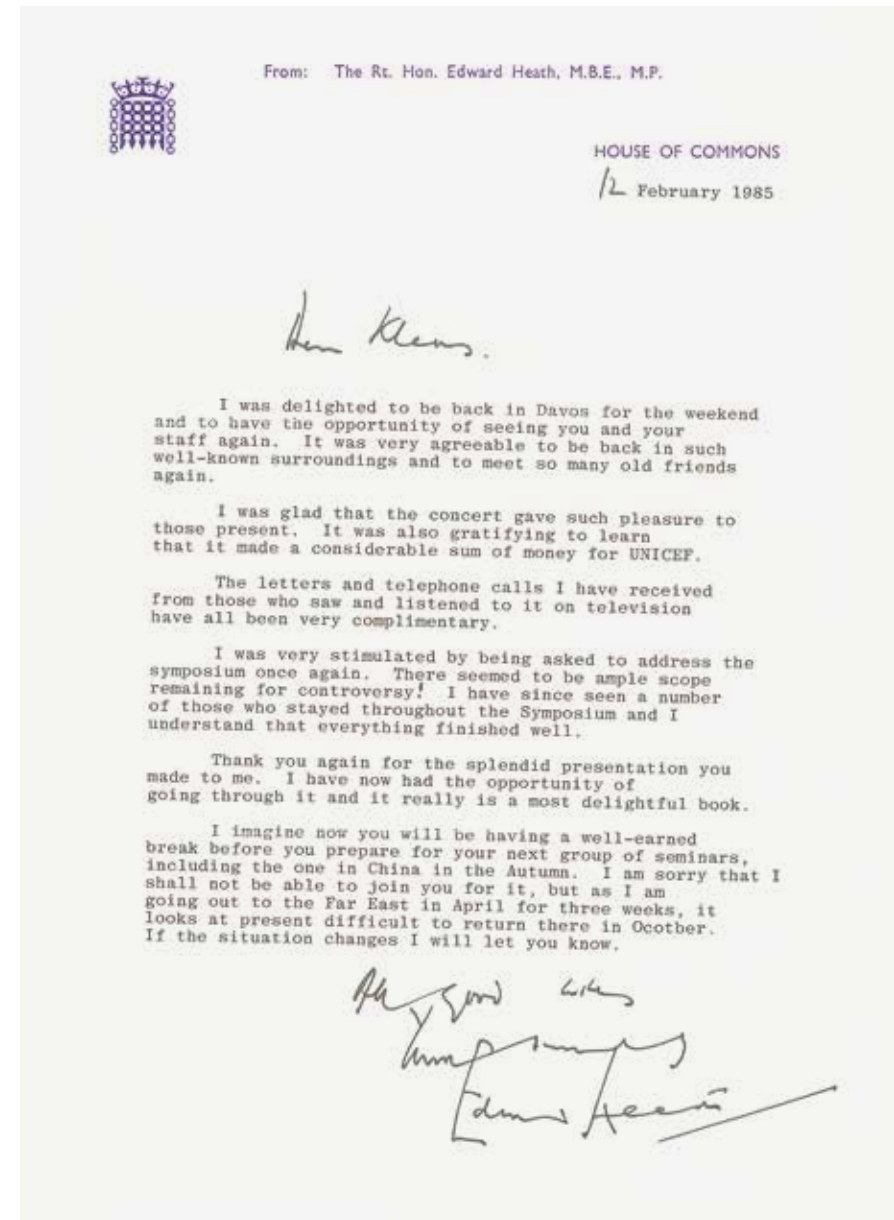 From: The Rt. Hon. Edward Heath, M.B.E., M.P.
HOUSE OF COMMONS
12 February 1985
Dear Klaus.
I was delighted to be back in Davos for the weekend
and to have the opportunity of seeing you and your
staff again. It was very agreeable to be back in such
well-known surroundings and to meet so many old friends
again.
I was glad that the concert gave such pleasure to
those present. It was also gratifying to learn
that it made a considerable sum of money for UNICEF.
The letters and telephone calls I have received
from those who saw and listened to it on television
have all been very complimentary.
I was very stimulated by being asked to address the
symposium once again. There seemed to be ample scope
remaining for controversy! I have since seen a number
of those who stayed throughout the Symposium and I
understand that everything finished well.
Thank you again for the splendid presentation you
made to me. I have now had the opportunity of
going through it and it really is a most delightful book.
I imagine now you will be having a well-earned
break before you prepare for your next group of seminars,
including the one in China in the Autumn. I am sorry that I
shall not be able to join you for it, but as I am
going out to the Far East in April for three weeks, it
looks at present difficult to return there in Ocotber.
If the situation changes I will let you know.
All good wishes
Yours
Edward Heath